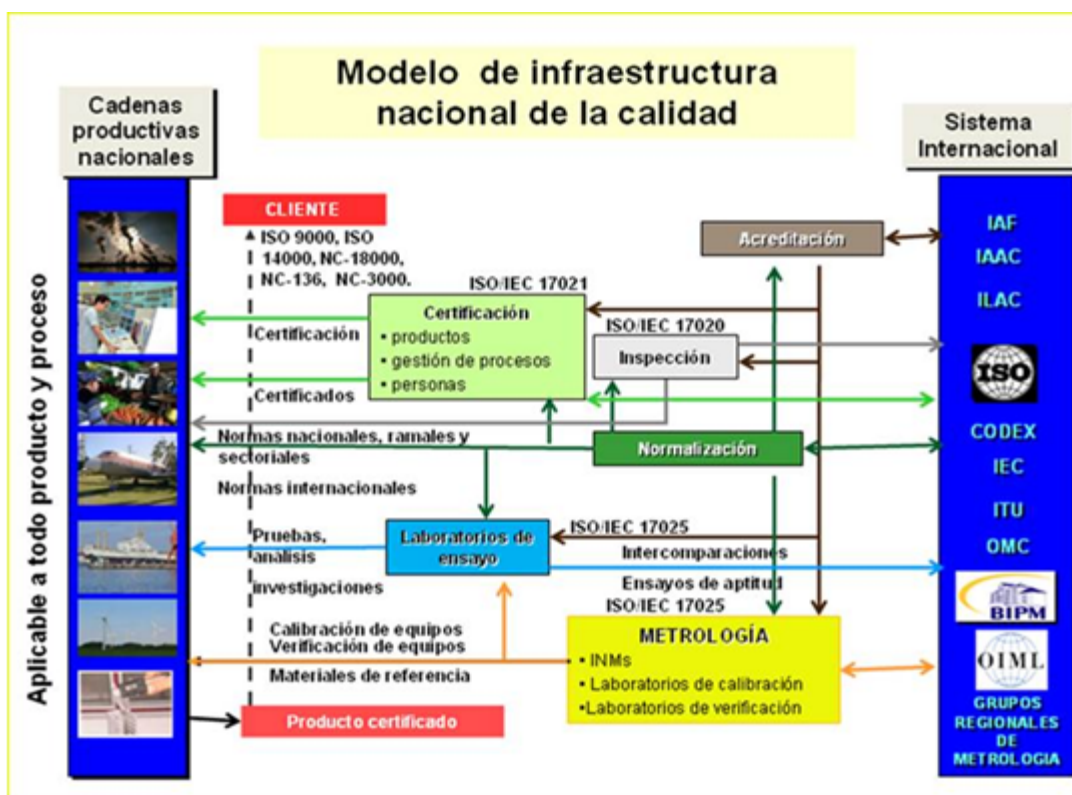 Modelo de infraestructura
nacional de la calidad
Cadenas
productivas
nacionales
Sistema
Internacional
Aplicable a todo producto y proceso
CLIENTE
ISO 9000, ISO
14000, NC-18000,
NC-136, NC-3000.
Acreditación
ISO/IEC 17021
Certificación
• productos
• gestión de procesos
• personas
ISO/IEC 17020
Inspección
Certificación
Certificados
Normas nacionales, ramales y
sectoriales
Normas internacionales
Normalización
Pruebas,
análisis
investigaciones
Laboratorios de
ensayo
ISO/IEC 17025
Intercomparaciones
Ensayos de aptitud
ISO/IEC 17025
METROLOGÍA
• INMs
• Laboratorios de calibración
•Laboratorios de verificación
Calibración de equipos
Verificación de equipos
Materiales de referencia
Producto certificado
IAF
IAAC
ILAC
ISO
CODEX
IEC
ITU
OMC
BIPM
OIML
GRUPOS
REGIONALES
DE
METROLOGIA